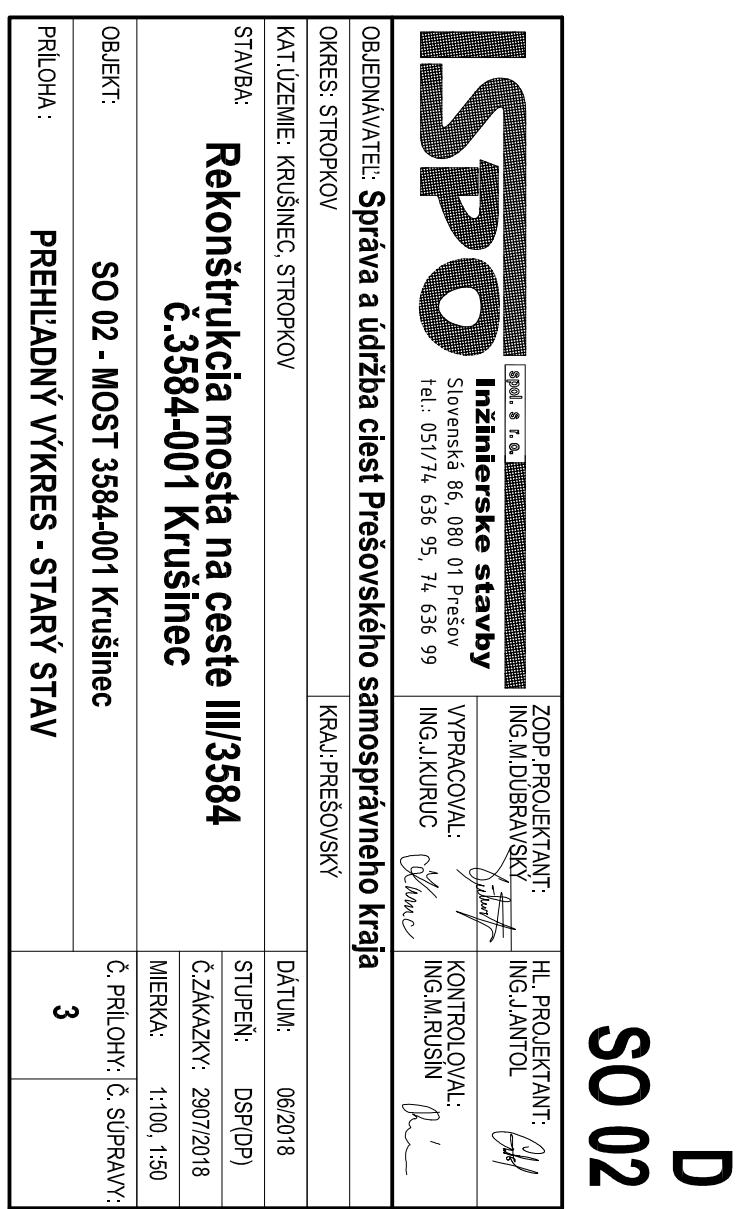 D
SO 02
ISPO
spol. s r. o.
Inžinierske stavby
Slovenská 86, 080 01 Prešov
tel.: 051/74 636 95, 74 636 99
ZODP.PROJEKTANT:
ING.M.DÚBRAVSKÝ
HL. PROJEKTANT:
ING.J.ANTOL
VYPRACOVAL:
ING.J.KURUC
KONTROLOVAL:
ING.M.RUSÍN
OBJEDNÁVATEĽ: Správa a údržba ciest Prešovského samosprávneho kraja
OKRES: STROPKOV
KRAJ:PREŠOVSKÝ
KAT.ÚZEMIE: KRUŠINEC, STROPKOV
DÁTUM: 06/2018
STAVBA: Rekonštrukcia mosta na ceste III/3584
č.3584-001 Krušinec
STUPEŇ: DSP(DP)
Č.ZÁKAZKY: 2907/2018
MIERKA: 1:100, 1:50
OBJEKT: SO 02 - MOST 3584-001 Krušinec
Č. PRÍLOHY: Č. SÚPRAVY:
PRÍLOHA : PREHĽADNÝ VÝKRES - STARÝ STAV
3